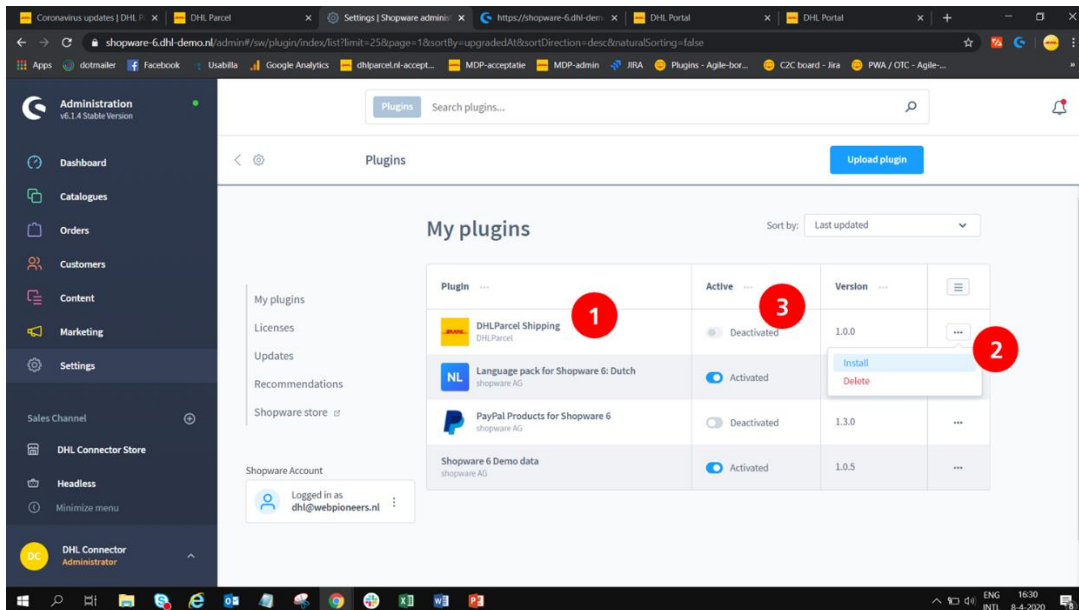 Coronavirus updates | DHL P
DHL Parcel
Settings | Shopware adminis
https://shopware-6.dhl-dem
DHL Portal
DHL Portal
shopware-6.dhl-demo.nl/admin#/sw/plugin/index/list?limit=25&page=1&sortBy=upgradedAt&sortDirection=desc&naturalSorting=false
Apps
dotmailer
Facebook
Usabilla
Google Analytics
dhlparcel.nl-accept...
MDP-acceptatie
MDP-admin
JIRA
Plugins - Agile-bor...
C2C board - Jira
PWA / OTC - Agile-...
Administration
v6.1.4 Stable Version
Plugins
Search plugins...
Dashboard
Catalogues
Orders
Customers
Content
Marketing
Settings
Sales Channel
DHL Connector Store
Headless
Minimize menu
DC
DHL Connector
Administrator
Plugins
Upload plugin
My plugins
Sort by:
Last updated
My plugins
Licenses
Updates
Recommendations
Shopware store
Shopware Account
Logged in as
dhl@webpioneers.nl
Plugin
Active
Version
1
3
2
DHLParcel Shipping
DHLParcel
Deactivated
1.0.0
Install
Delete
NL
Language pack for Shopware 6: Dutch
shopware AG
Activated
PayPal Products for Shopware 6
shopware AG
Deactivated
1.3.0
Shopware 6 Demo data
shopware AG
Activated
1.0.5
ENG
INTL
16:30
8-4-2020